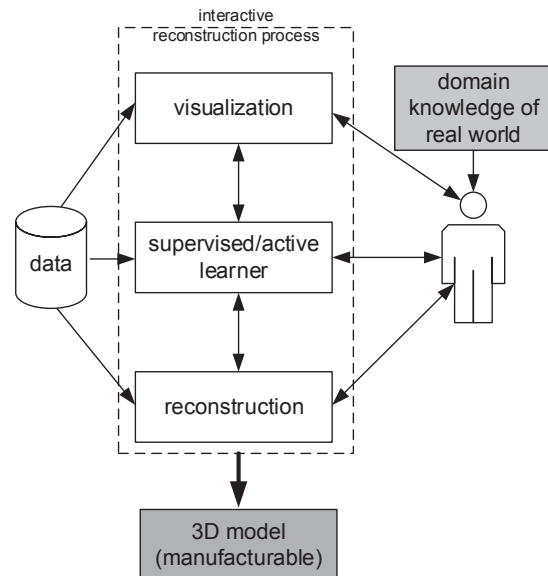 interactive
reconstruction process
visualization
domain
knowledge of
real world
data
supervised/active
learner
reconstruction
3D model
(manufacturable)